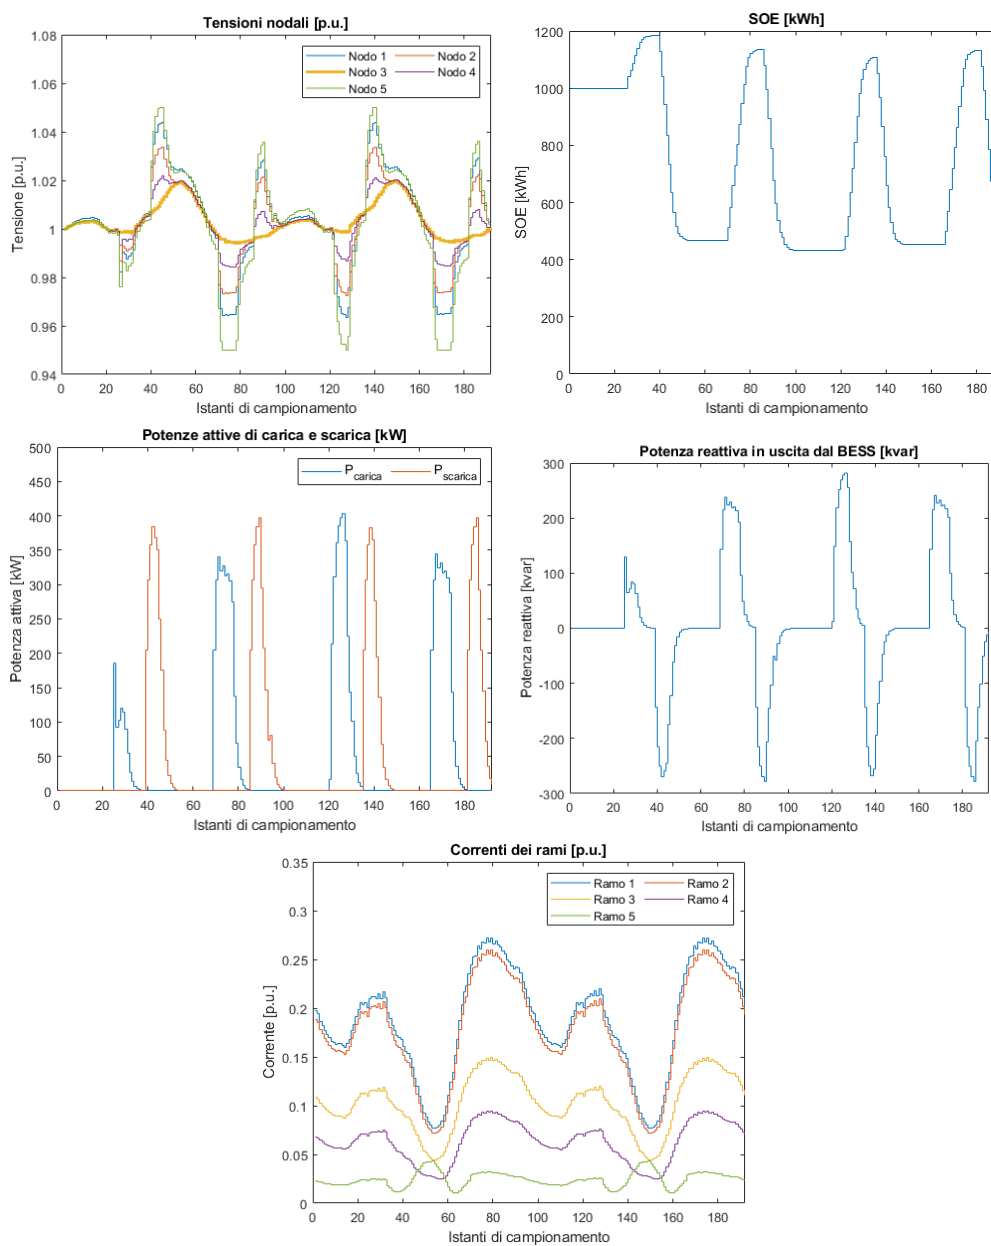 Tensioni nodali [p.u.]
1.08
1.06
1.04
1.02
1
0.98
0.96
0.94
Tensione [p.u.]
Nodo 1
Nodo 2
Nodo 3
Nodo 4
Nodo 5
0 20 40 60 80 100 120 140 160 180
Istanti di campionamento
SOE [kWh]
1200
1000
800
600
400
200
0
SOE [kWh]
0 20 40 60 80 100 120 140 160 180
Istanti di campionamento
Potenze attive di carica e scarica [kW]
500
450
400
350
300
250
200
150
100
50
0
Potenza attiva [kW]
P carica
P scarica
0 20 40 60 80 100 120 140 160 180
Istanti di campionamento
Potenza reattiva in uscita dal BESS [kvar]
300
200
100
0
-100
-200
-300
Potenza reattiva [kvar]
0 20 40 60 80 100 120 140 160 180
Istanti di campionamento
Correnti dei rami [p.u.]
0.35
0.3
0.25
0.2
0.15
0.1
0.05
0
Corrente [p.u.]
Ramo 1
Ramo 2
Ramo 3
Ramo 4
Ramo 5
0 20 40 60 80 100 120 140 160 180
Istanti di campionamento